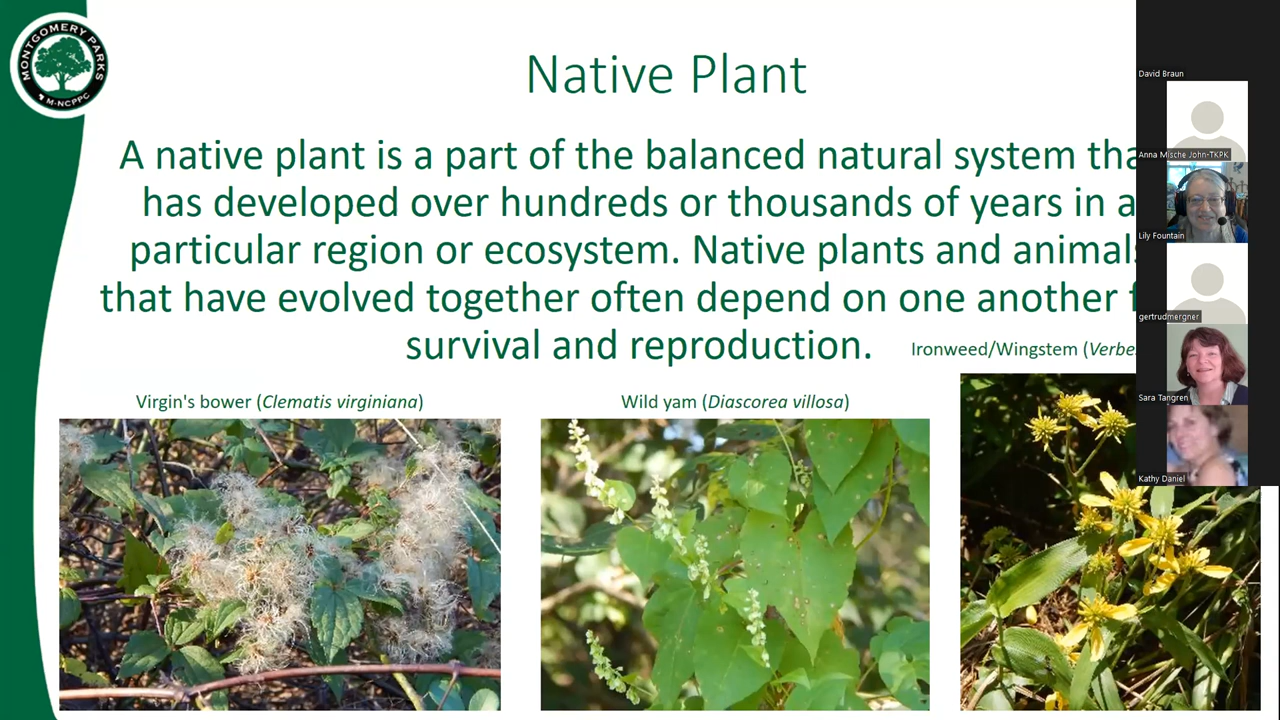 MONTGOMERY PARKS
M-NCPPC
Native Plant
A native plant is a part of the balanced natural system tha
has developed over hundreds or thousands of years in a
particular region or ecosystem. Native plants and animals
that have evolved together often depend on one another f
survival and reproduction.
Ironweed/Wingstem (Verbe
Virgin's bower (Clematis virginiana)
Wild yam (Diascorea villosa)
David Braun
Anna Mische John-TKPK
Lily Fountain
gertrudmergner
Sara Tangren
Kathy Daniel